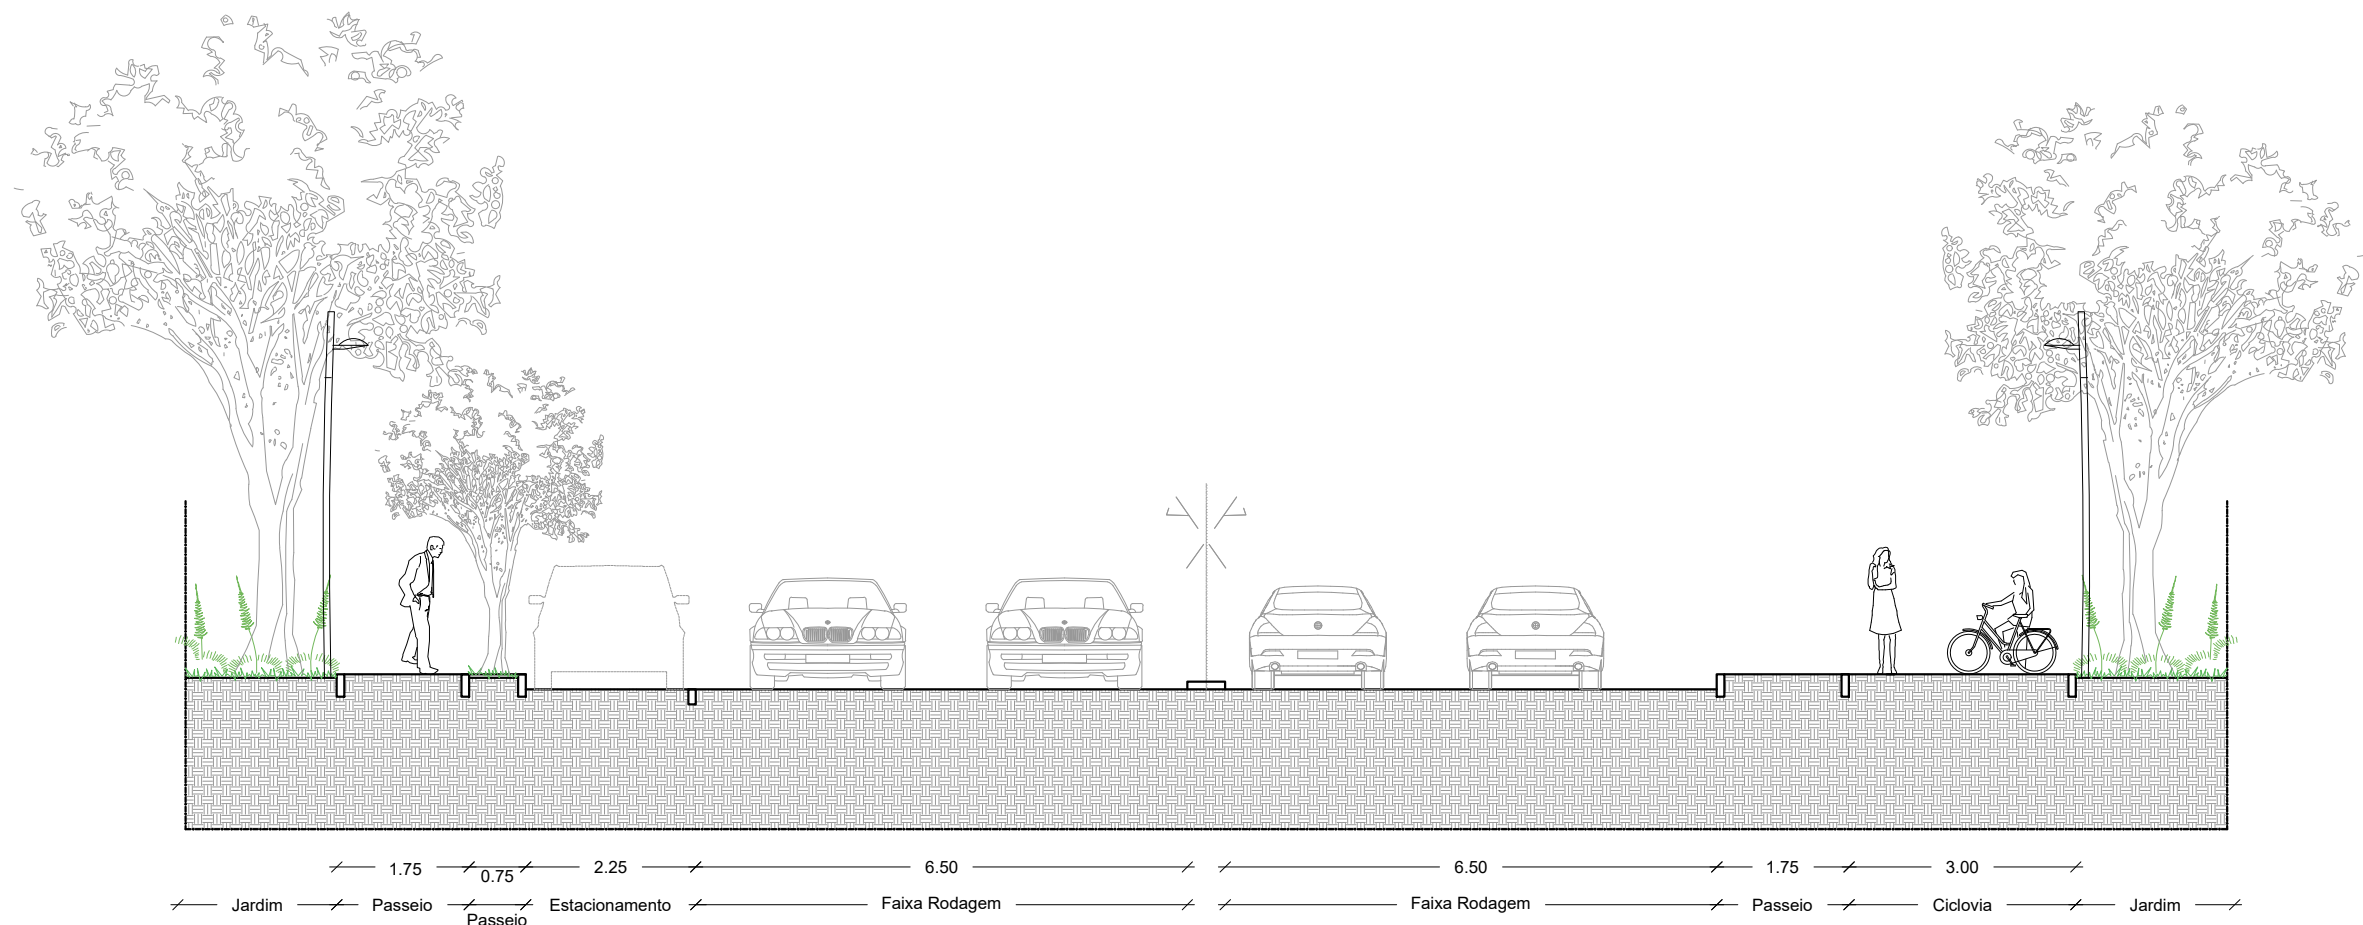 1.75 0.75 2.25 6.50 6.50 1.75 3.00
Jardim Passeio Passeio Estacionamento Faixa Rodagem Faixa Rodagem Passeio Ciclovia Jardim